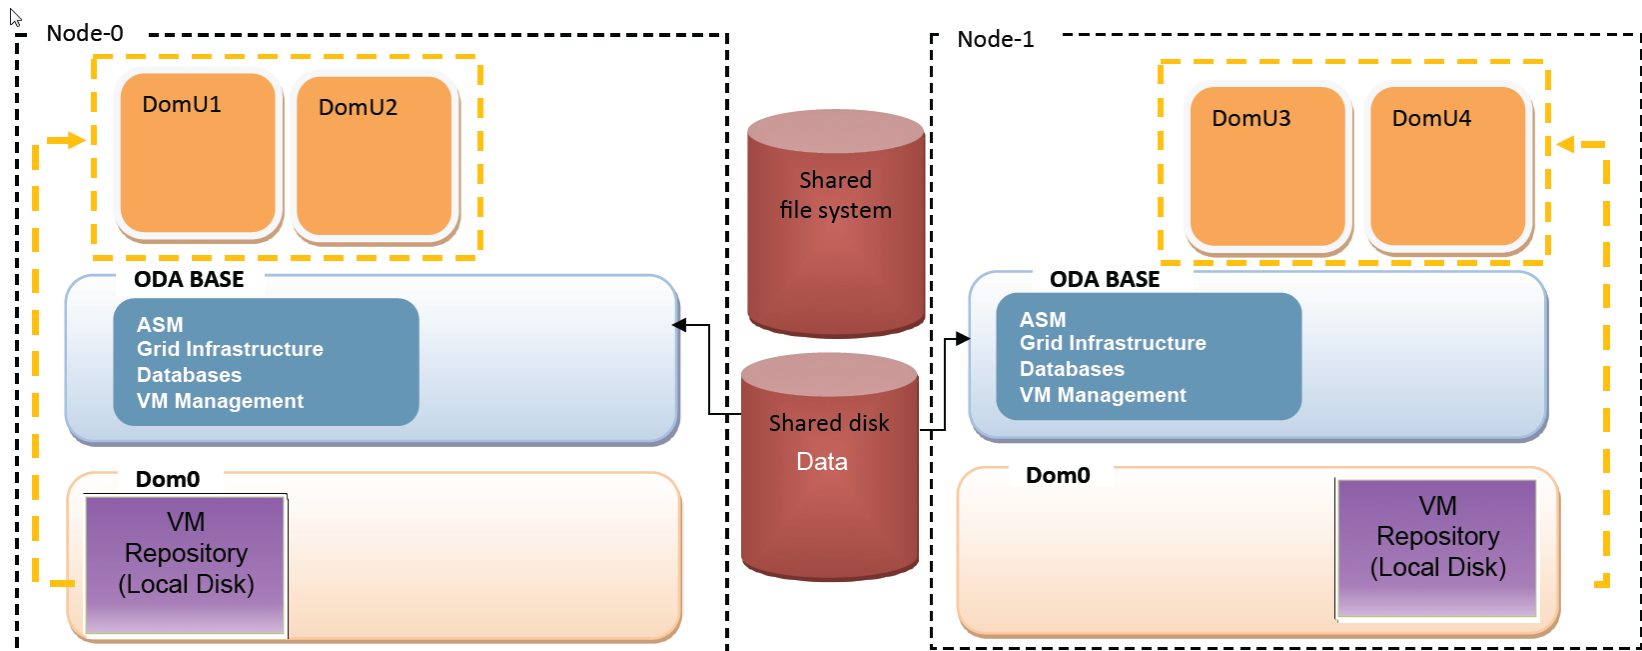 Node-0
DomU1
DomU2
ODA BASE
ASM
Grid Infrastructure
Databases
VM Management
Dom0
VM
Repository
(Local Disk)
Shared
file system
Shared disk
Data
Node-1
DomU3
DomU4
ODA BASE
ASM
Grid Infrastructure
Databases
VM Management
Dom0
VM
Repository
(Local Disk)